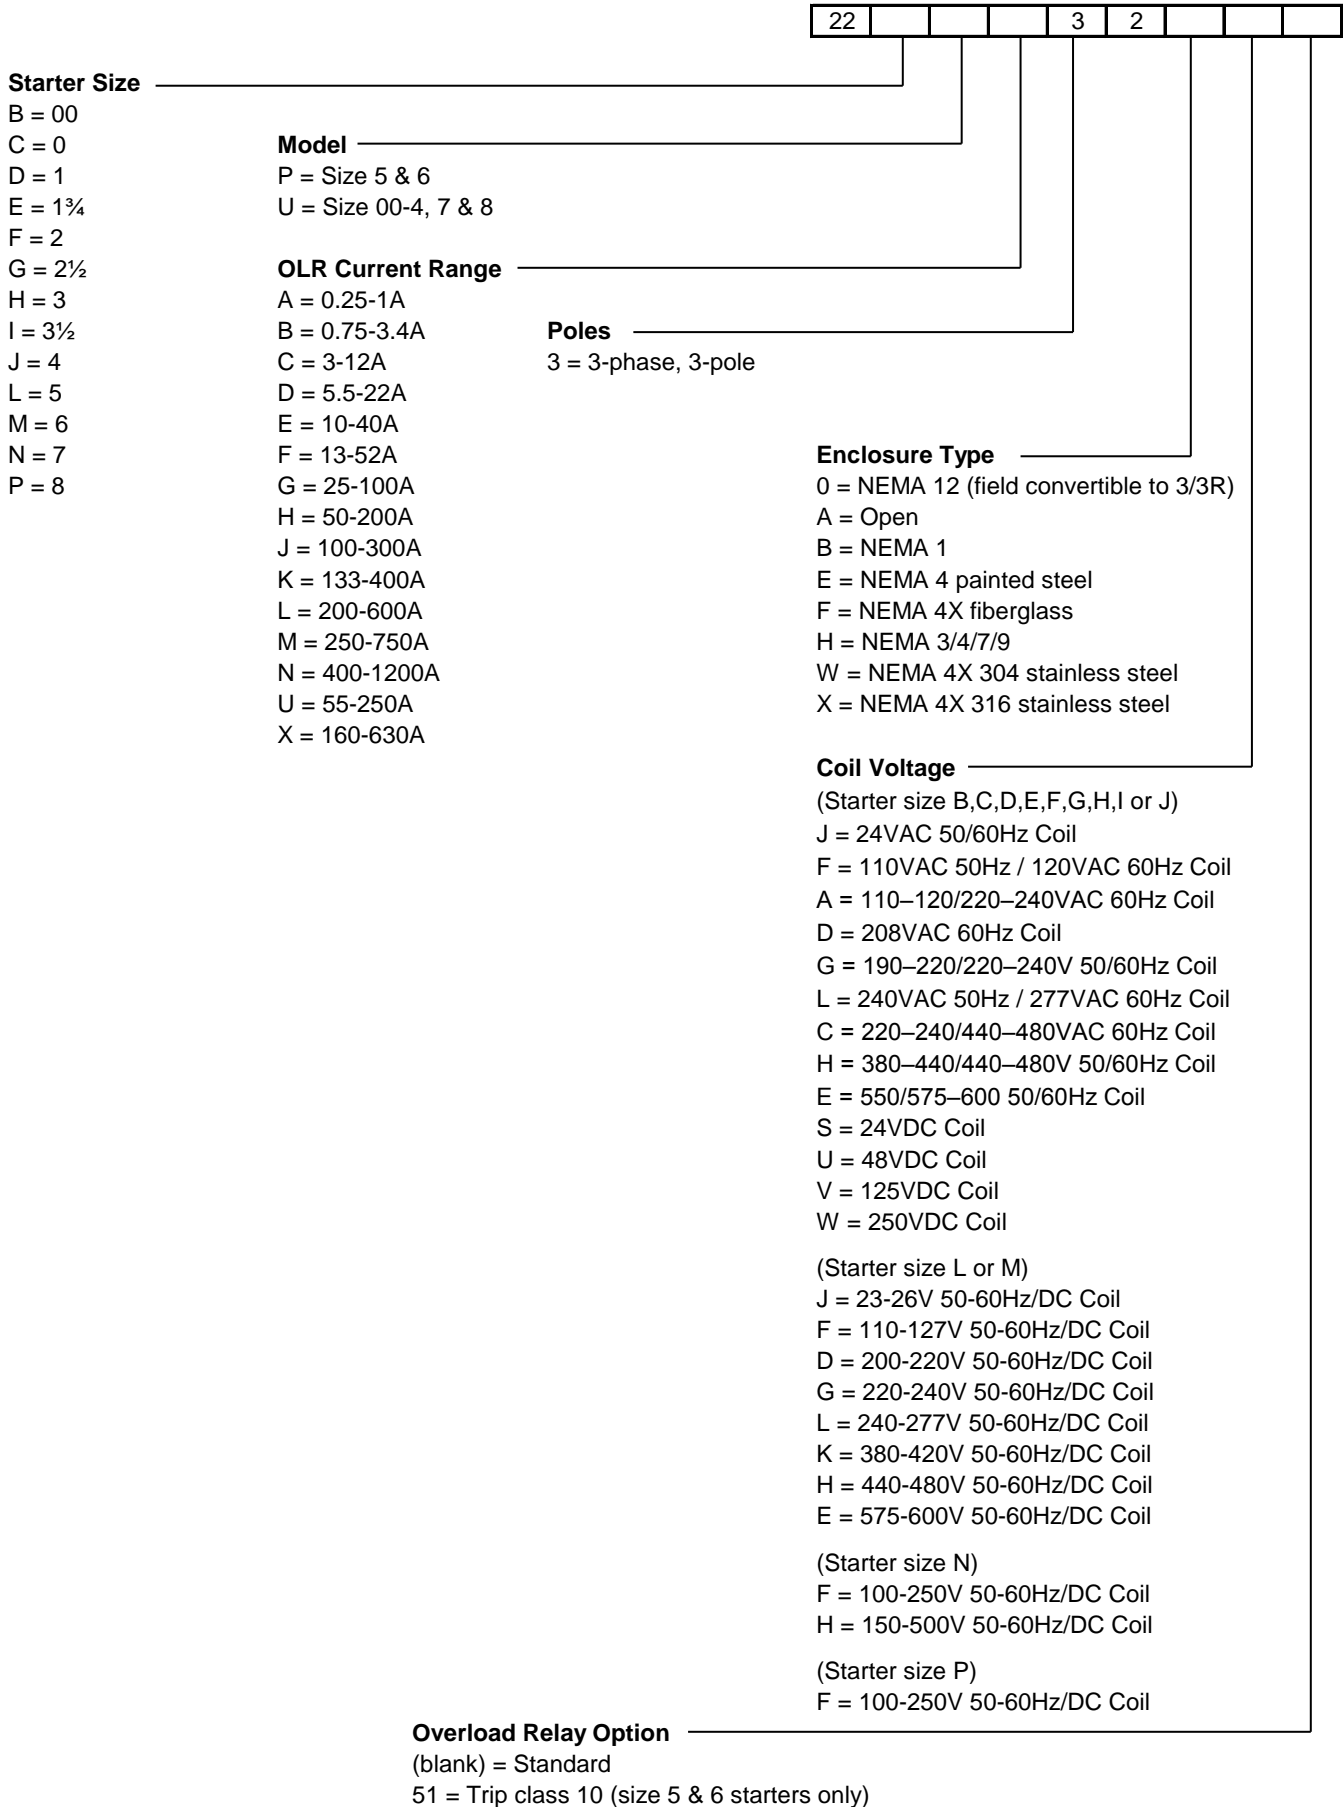 22 3 2
Starter Size
B = 00
C = 0
D = 1
E = 1¾
F = 2
G = 2½
H = 3
I = 3½
J = 4
L = 5
M = 6
N = 7
P = 8
Model
P = Size 5 & 6
U = Size 00-4, 7 & 8
OLR Current Range
A = 0.25-1A
B = 0.75-3.4A
C = 3-12A
D = 5.5-22A
E = 10-40A
F = 13-52A
G = 25-100A
H = 50-200A
J = 100-300A
K = 133-400A
L = 200-600A
M = 250-750A
N = 400-1200A
U = 55-250A
X = 160-630A
Poles
3 = 3-phase, 3-pole
Enclosure Type
0 = NEMA 12 (field convertible to 3/3R)
A = Open
B = NEMA 1
E = NEMA 4 painted steel
F = NEMA 4X fiberglass
H = NEMA 3/4/7/9
W = NEMA 4X 304 stainless steel
X = NEMA 4X 316 stainless steel
Coil Voltage
(Starter size B,C,D,E,F,G,H,I or J)
J = 24VAC 50/60Hz Coil
F = 110VAC 50Hz / 120VAC 60Hz Coil
A = 110–120/220–240VAC 60Hz Coil
D = 208VAC 60Hz Coil
G = 190–220/220–240V 50/60Hz Coil
L = 240VAC 50Hz / 277VAC 60Hz Coil
C = 220–240/440–480VAC 60Hz Coil
H = 380–440/440–480V 50/60Hz Coil
E = 550/575–600 50/60Hz Coil
S = 24VDC Coil
U = 48VDC Coil
V = 125VDC Coil
W = 250VDC Coil
(Starter size L or M)
J = 23-26V 50-60Hz/DC Coil
F = 110-127V 50-60Hz/DC Coil
D = 200-220V 50-60Hz/DC Coil
G = 220-240V 50-60Hz/DC Coil
L = 240-277V 50-60Hz/DC Coil
K = 380-420V 50-60Hz/DC Coil
H = 440-480V 50-60Hz/DC Coil
E = 575-600V 50-60Hz/DC Coil
(Starter size N)
F = 100-250V 50-60Hz/DC Coil
H = 150-500V 50-60Hz/DC Coil
(Starter size P)
F = 100-250V 50-60Hz/DC Coil
Overload Relay Option
(blank) = Standard
51 = Trip class 10 (size 5 & 6 starters only)